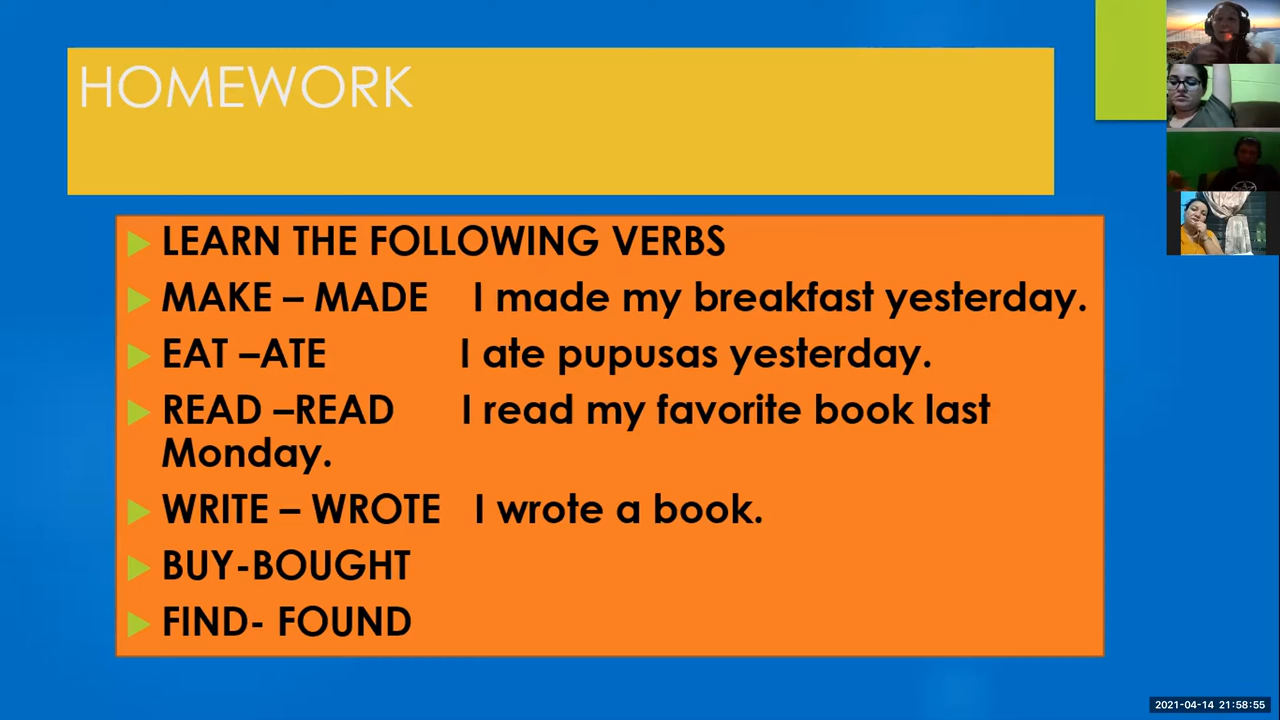 HOMEWORK
LEARN THE FOLLOWING VERBS
MAKE – MADE I made my breakfast yesterday.
EAT –ATE I ate pupusas yesterday.
READ –READ I read my favorite book last
Monday.
WRITE – WROTE I wrote a book.
BUY-BOUGHT
FIND- FOUND
2021-04-14 21:58:55